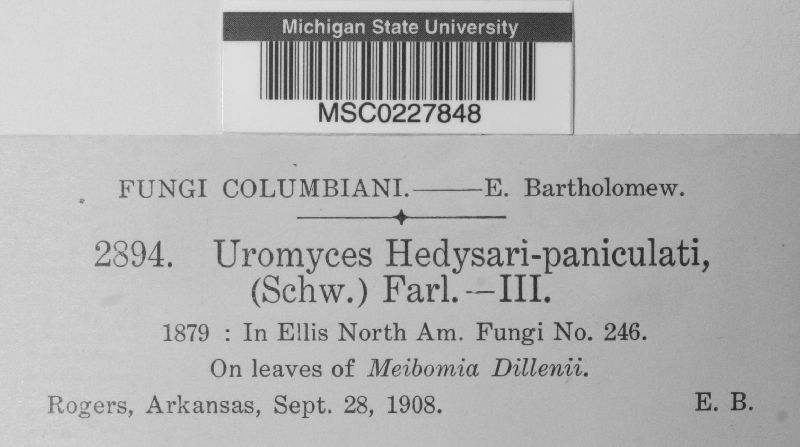 Michigan State University
MSC0227848
FUNGI COLUMBIANI.——E. Bartholomew.
2894. Uromyces Hedysari-paniculati,
(Schw.) Farl.—III.
1879 : In Ellis North Am. Fungi No. 246.
On leaves of Meibomia Dillenii.
Rogers, Arkansas, Sept. 28, 1908. E. B.